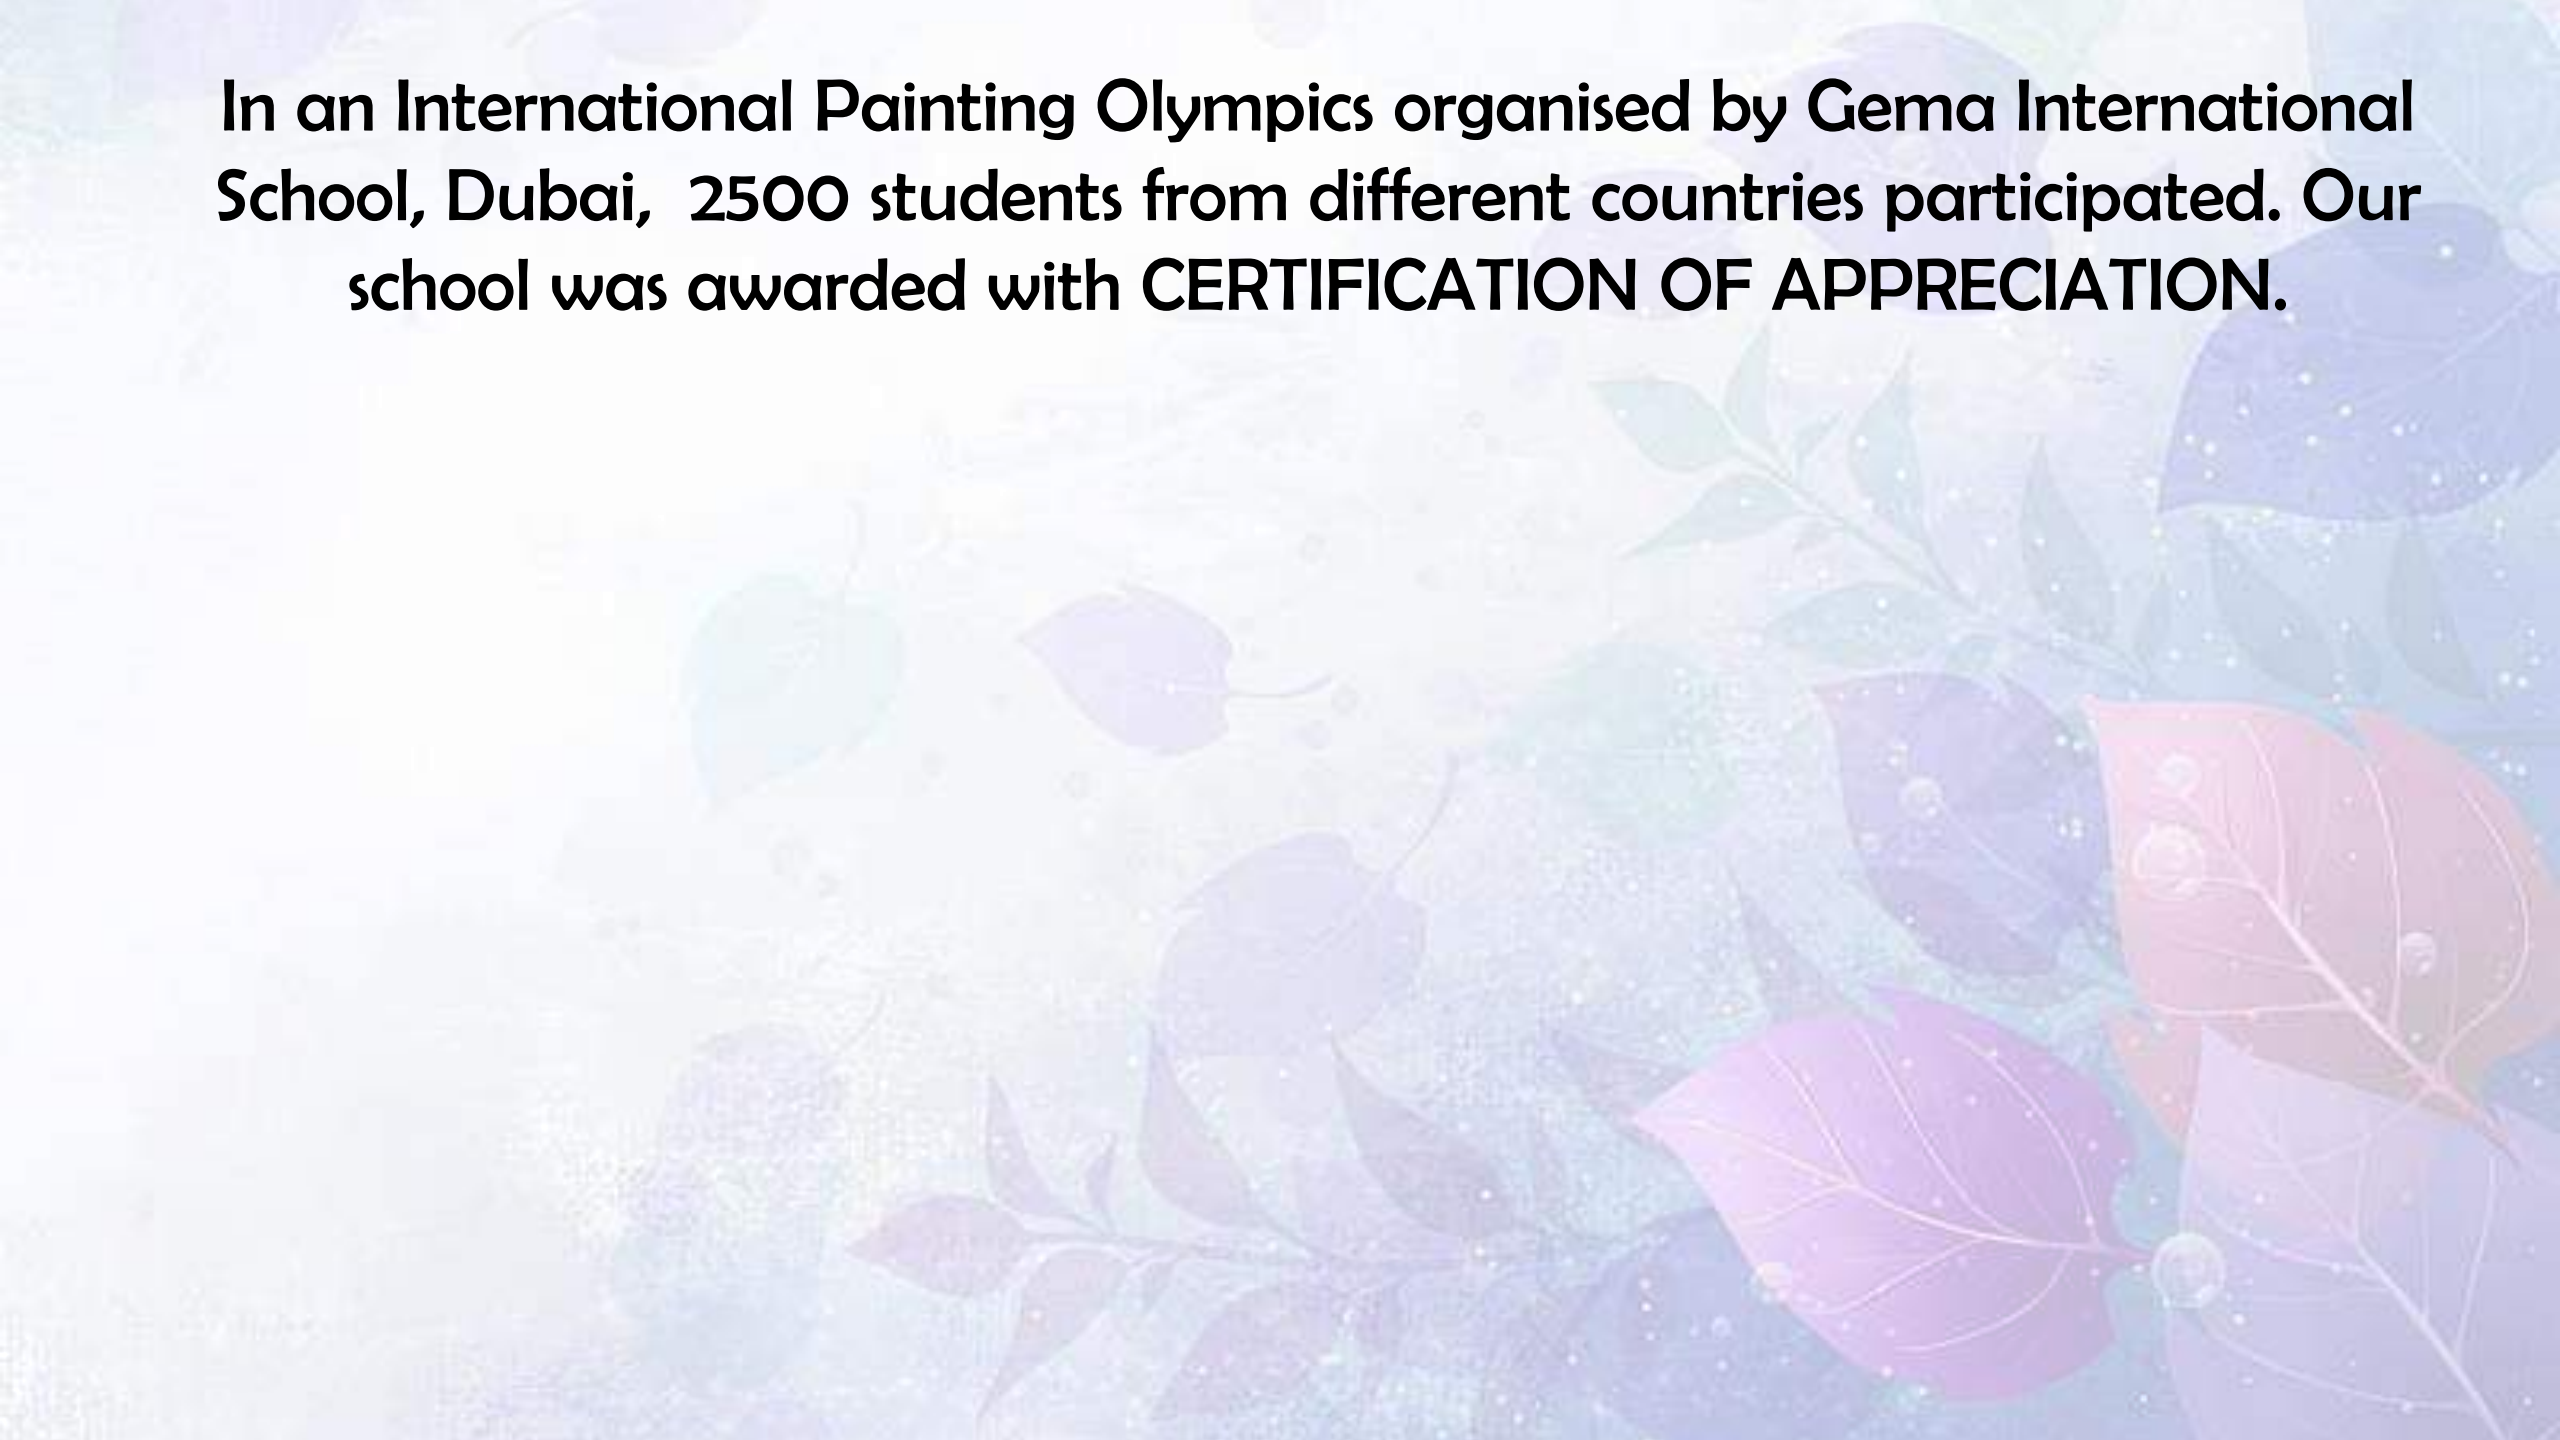 In an International Painting Olympics organised by Gema International
School, Dubai,  2500 students from different countries participated. Our
school was awarded with CERTIFICATION OF APPRECIATION.